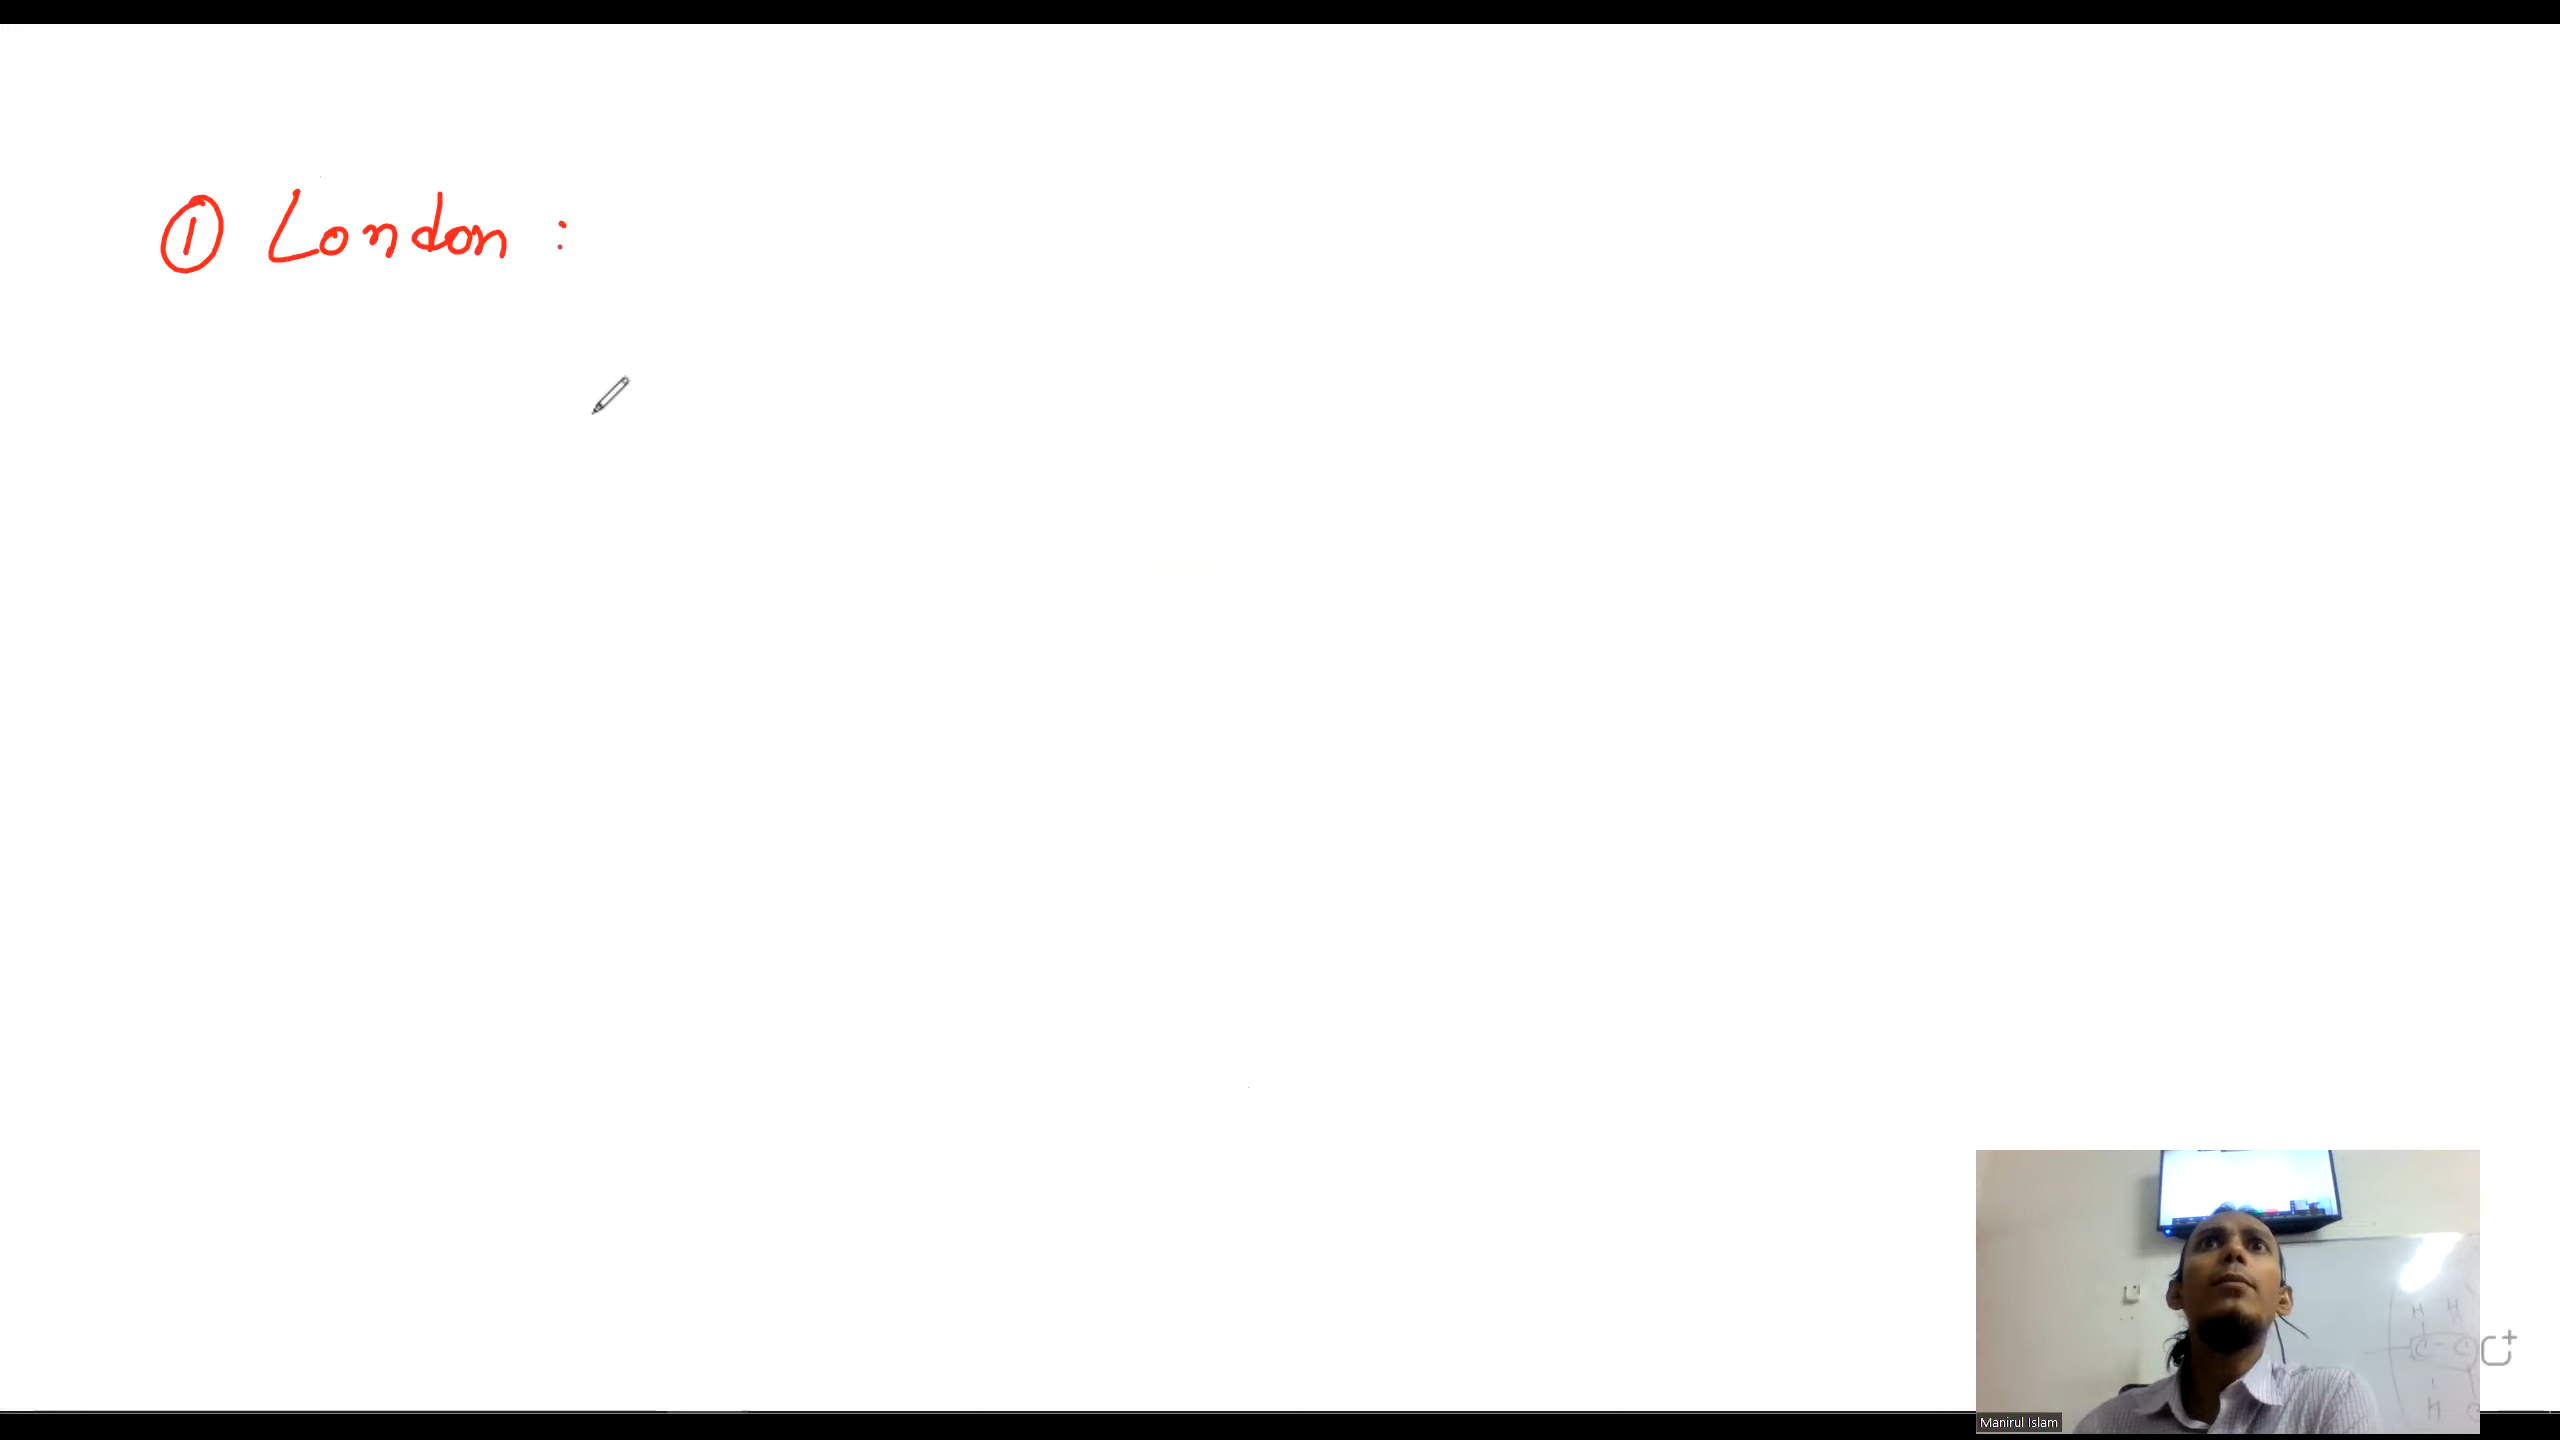 ① London :
H H
C - C
H
Manirul Islam